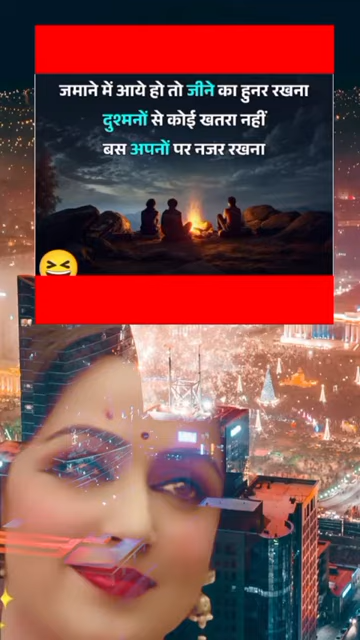 जमाने में आये हो तो जीने का हुनर रखना
दुश्मनों से कोई खतरा नहीं
बस अपनों पर नजर रखना